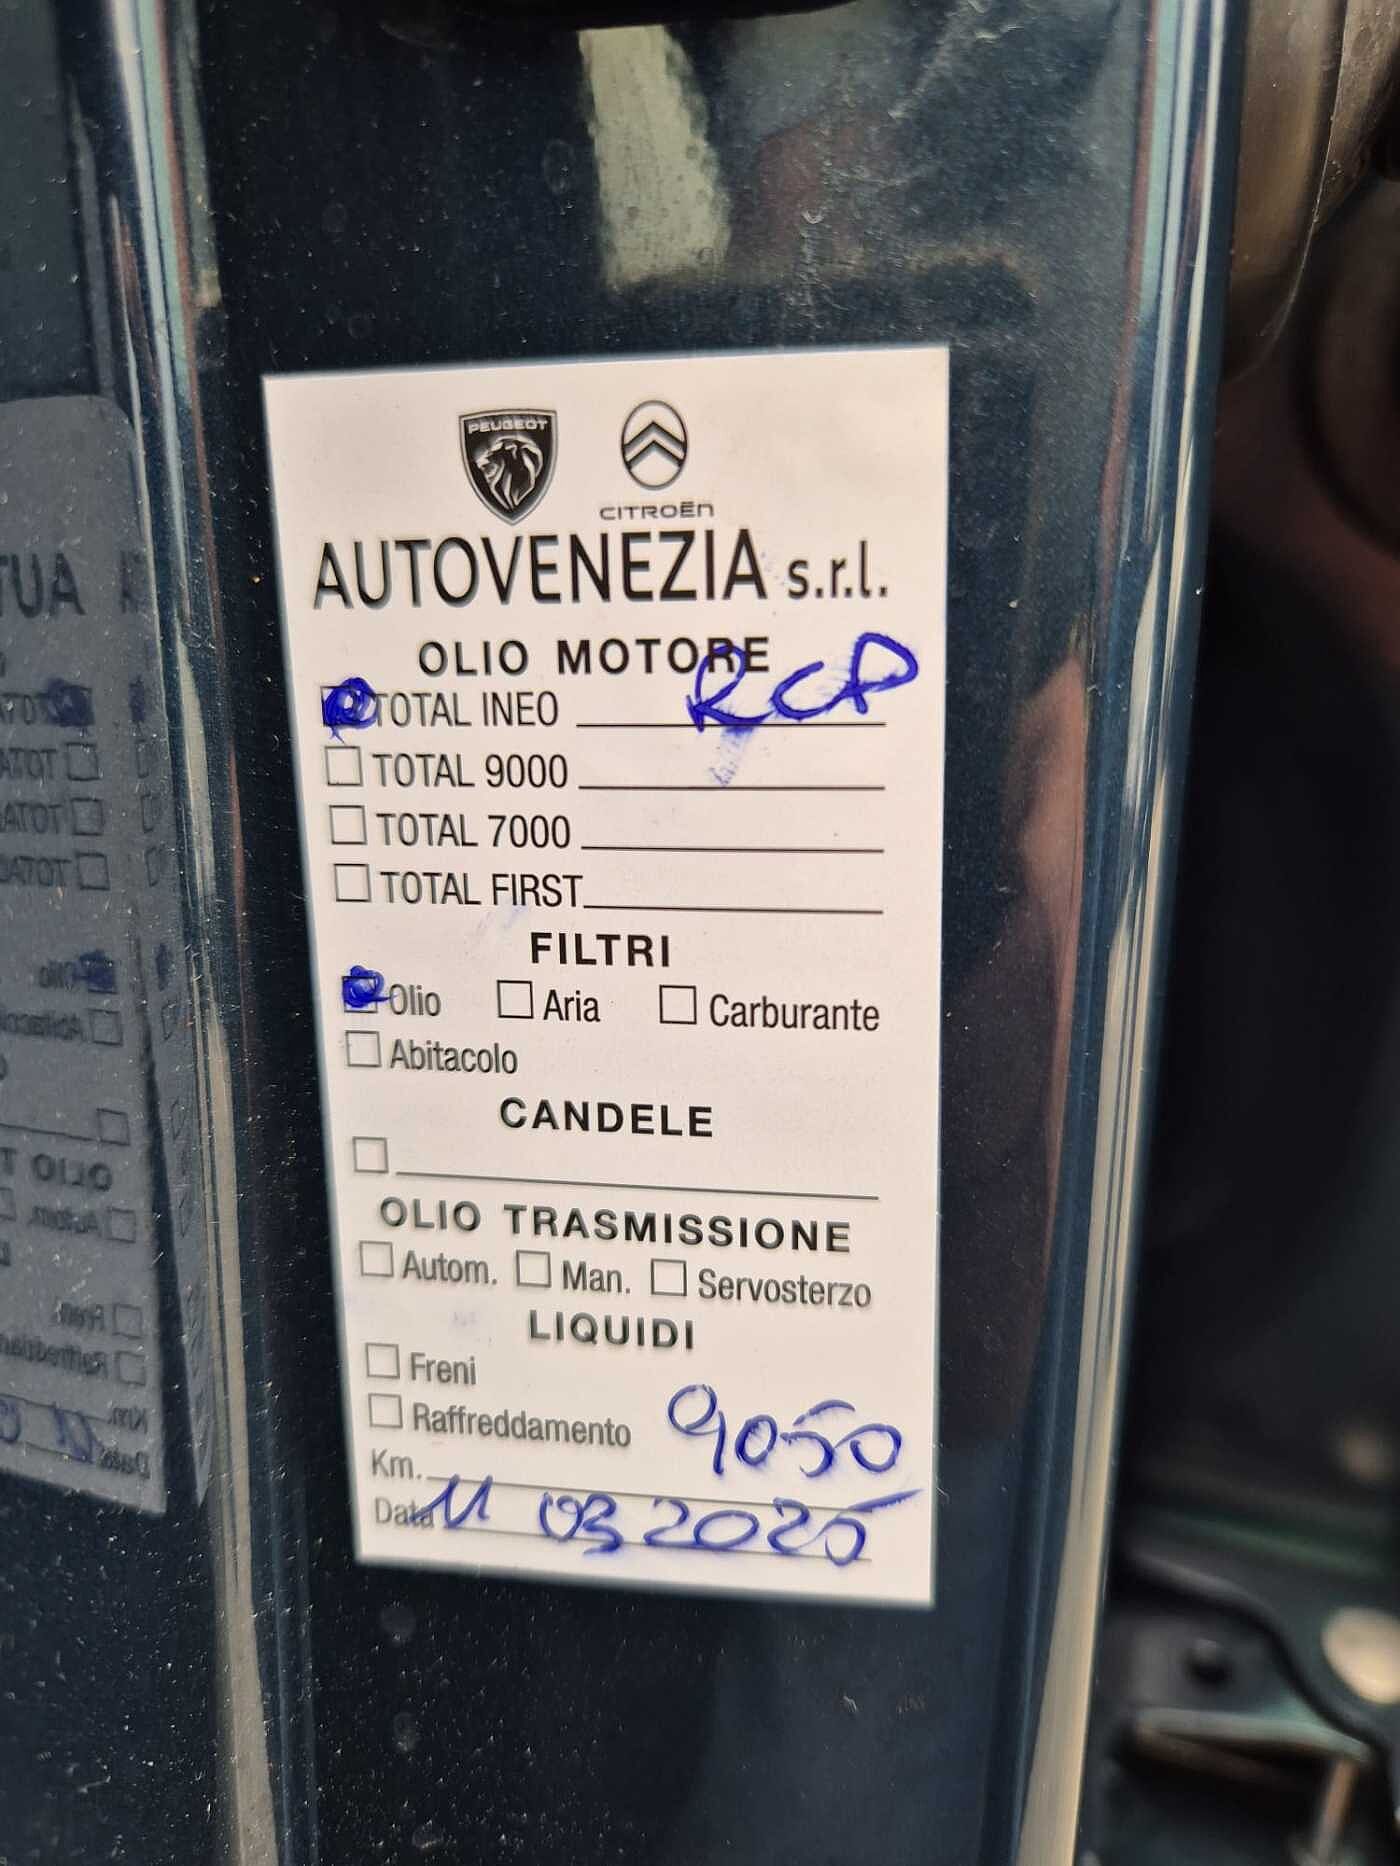 PEUGEOT
CITROËN
AUTOVENEZIA s.r.l.
OLIO MOTORE
TOTAL INEO RCP
TOTAL 9000
TOTAL 7000
TOTAL FIRST
FILTRI
Olio Aria Carburante
Abitacolo
CANDELE
OLIO TRASMISSIONE
Autom. Man. Servosterzo
LIQUIDI
Freni
Raffreddamento
Km. 9050
Data 11 03 2025